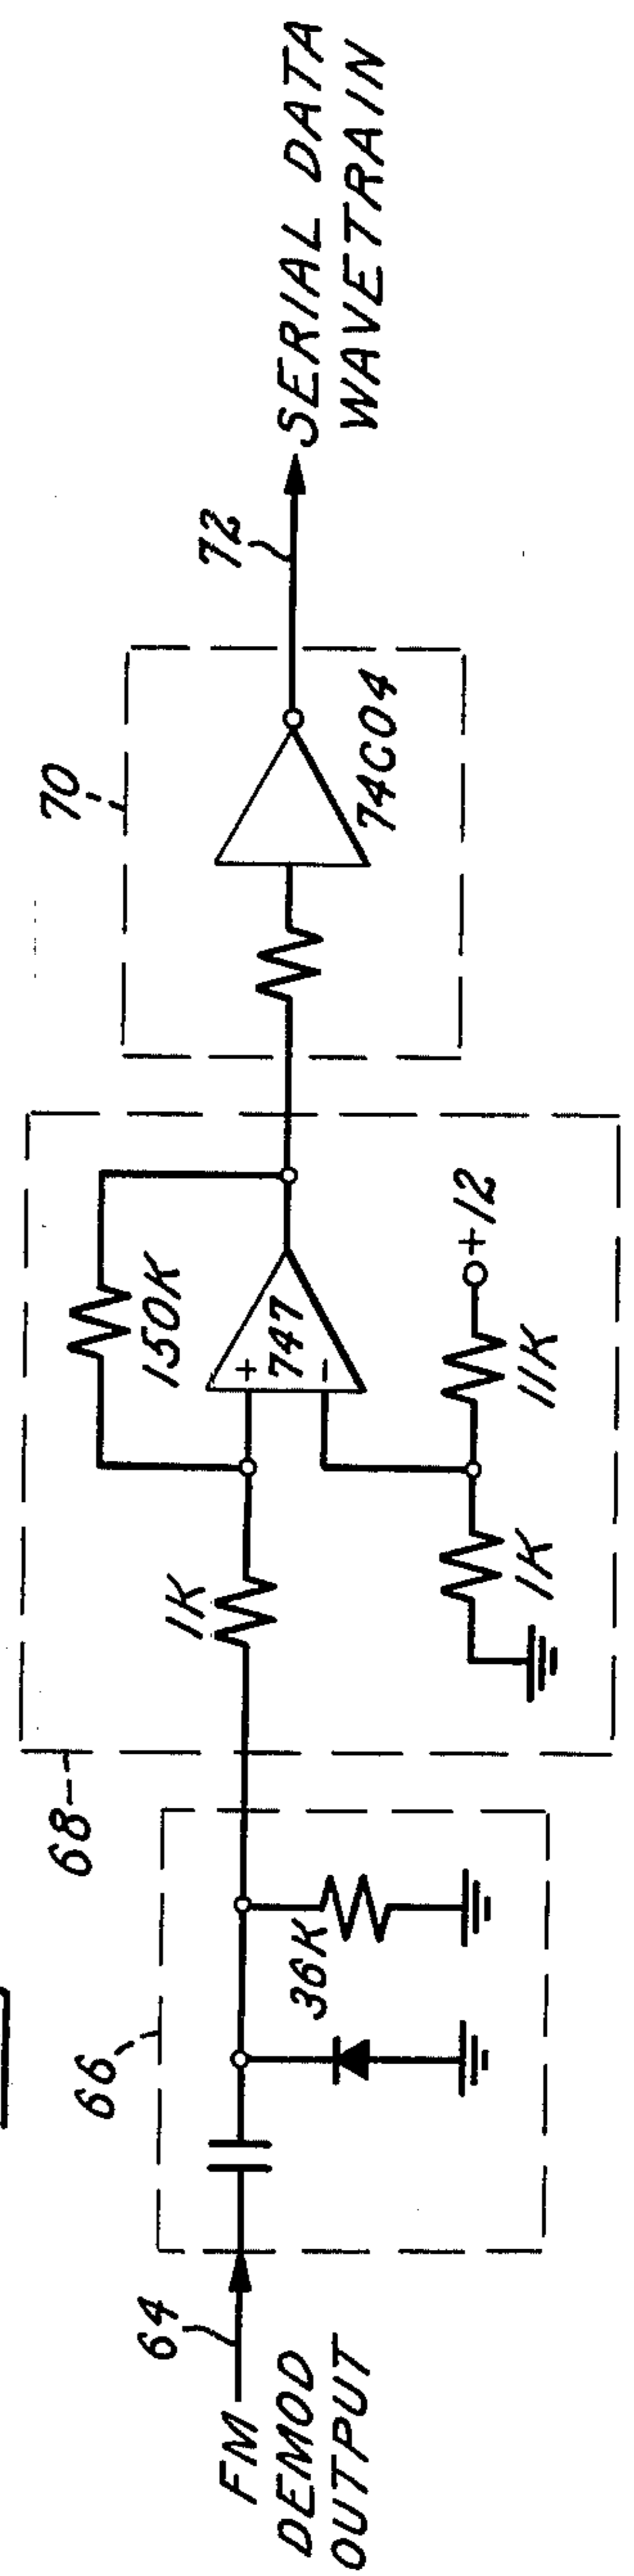 64
FM
DEMOD
OUTPUT
66
36K
68
1K
150K
+
747
-
1K
11K
+12
70
74C04
72
SERIAL DATA
WAVETRAIN